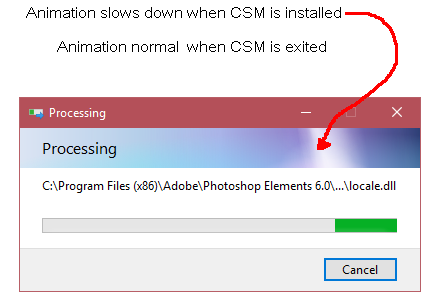 Animation slows down when CSM is installed
Animation normal when CSM is exited
Processing
Processing
C:\Program Files (x86)\Adobe\Photoshop Elements 6.0\...\locale.dll
Cancel